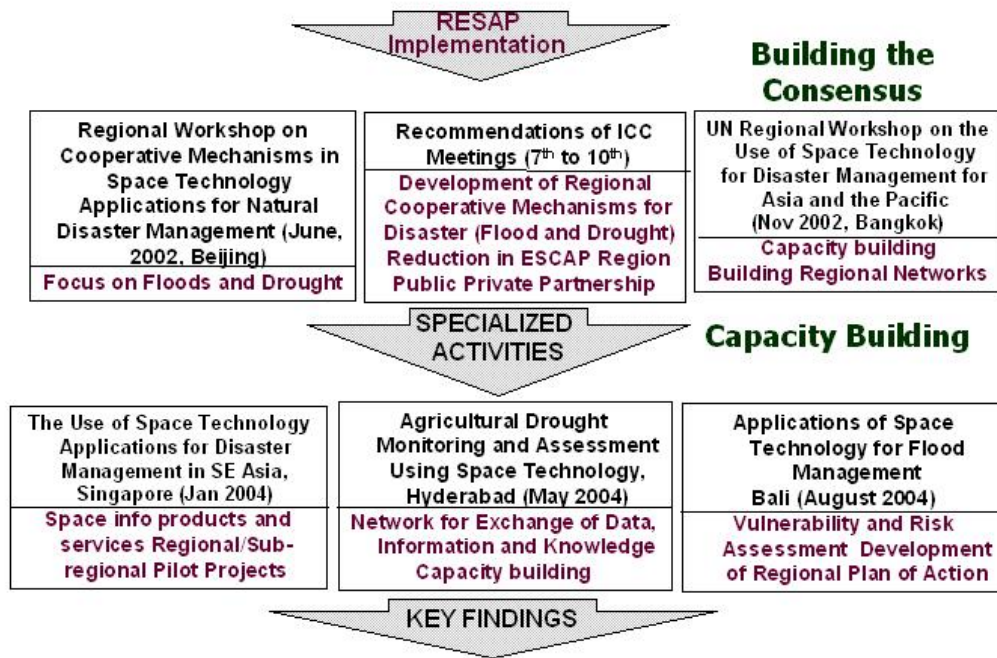 RESAP
Implementation
Building the
Consensus
Regional Workshop on
Cooperative Mechanisms in
Space Technology
Applications for Natural
Disaster Management (June,
2002, Beijing)
Focus on Floods and Drought
Recommendations of ICC
Meetings (7th to 10th)
Development of Regional
Cooperative Mechanisms for
Disaster (Flood and Drought)
Reduction in ESCAP Region
Public Private Partnership
UN Regional Workshop on the
Use of Space Technology
for Disaster Management for
Asia and the Pacific
(Nov 2002, Bangkok)
Capacity building
Building Regional Networks
SPECIALIZED
ACTIVITIES
Capacity Building
The Use of Space Technology
Applications for Disaster
Management in SE Asia,
Singapore (Jan 2004)
Space info products and
services Regional/Sub-
regional Pilot Projects
Agricultural Drought
Monitoring and Assessment
Using Space Technology,
Hyderabad (May 2004)
Network for Exchange of Data,
Information and Knowledge
Capacity building
Applications of Space
Technology for Flood
Management
Bali (August 2004)
Vulnerability and Risk
Assessment Development
of Regional Plan of Action
KEY FINDINGS